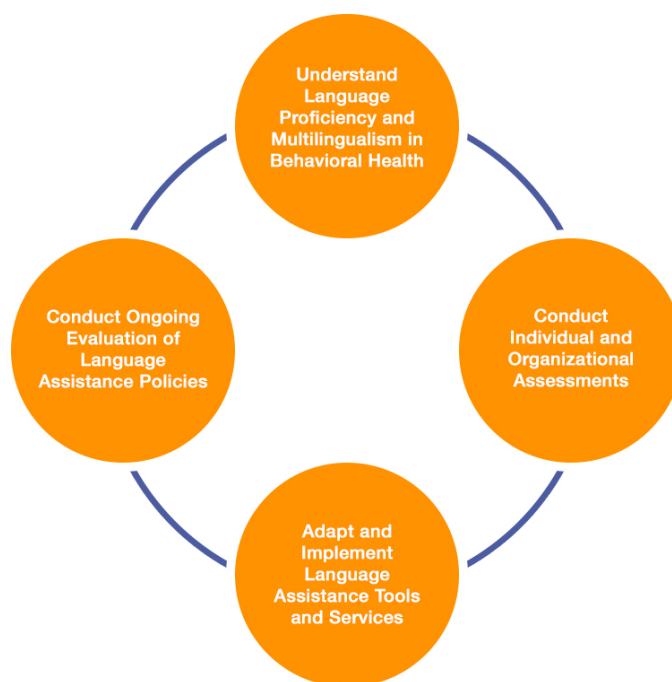 Understand
Language
Proficiency and
Multilingualism in
Behavioral Health
Conduct
Individual and
Organizational
Assessments
Adapt and
Implement
Language
Assistance Tools
and Services
Conduct Ongoing
Evaluation of
Language
Assistance Policies